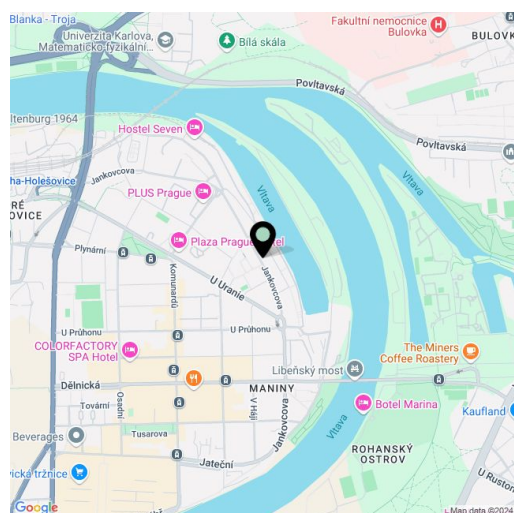 Blanka - Troja
Univerzita Karlova,
Matematicko-fyzikální...
Bílá skála
Fakultní nemocnice
Bulovka
BULOVK
Povltavská
ltenburg 1964
Hostel Seven
Povltavská
ha-Holešovice
Jankovcova
PLUS Prague
Vltava
Vltava
RÉ
OVICE
Plynární
Plaza Prague Hotel
Komunardů
Jankovcova
U Uranie
U Průhonu
U Průhonu
COLORFACTORY
SPA Hotel
The Miners
Coffee Roastery
Libeňský most
Dělnická
MANINY
Osadní
Tovární
V Háji
Jankovcova
Vltava
Botel Marina
Kaufland
Beverages
Tusarova
ROHANSKÝ
OSTROV
Jateční
vická tržnice
U Ruston
Google
Map data ©2024